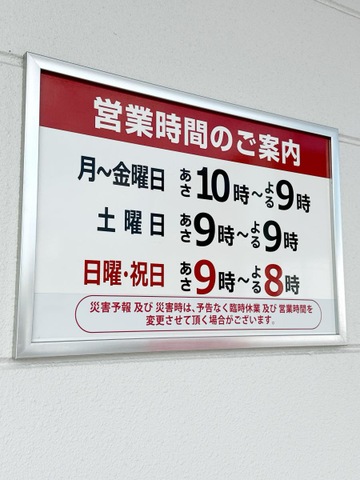 営業時間のご案内
月~金曜日 あさ10時~よる9時
土曜日 あさ9時~よる9時
日曜・祝日 あさ9時~よる8時
災害予報 及び 災害時は、予告なく臨時休業 及び 営業時間を
変更させて頂く場合がございます。